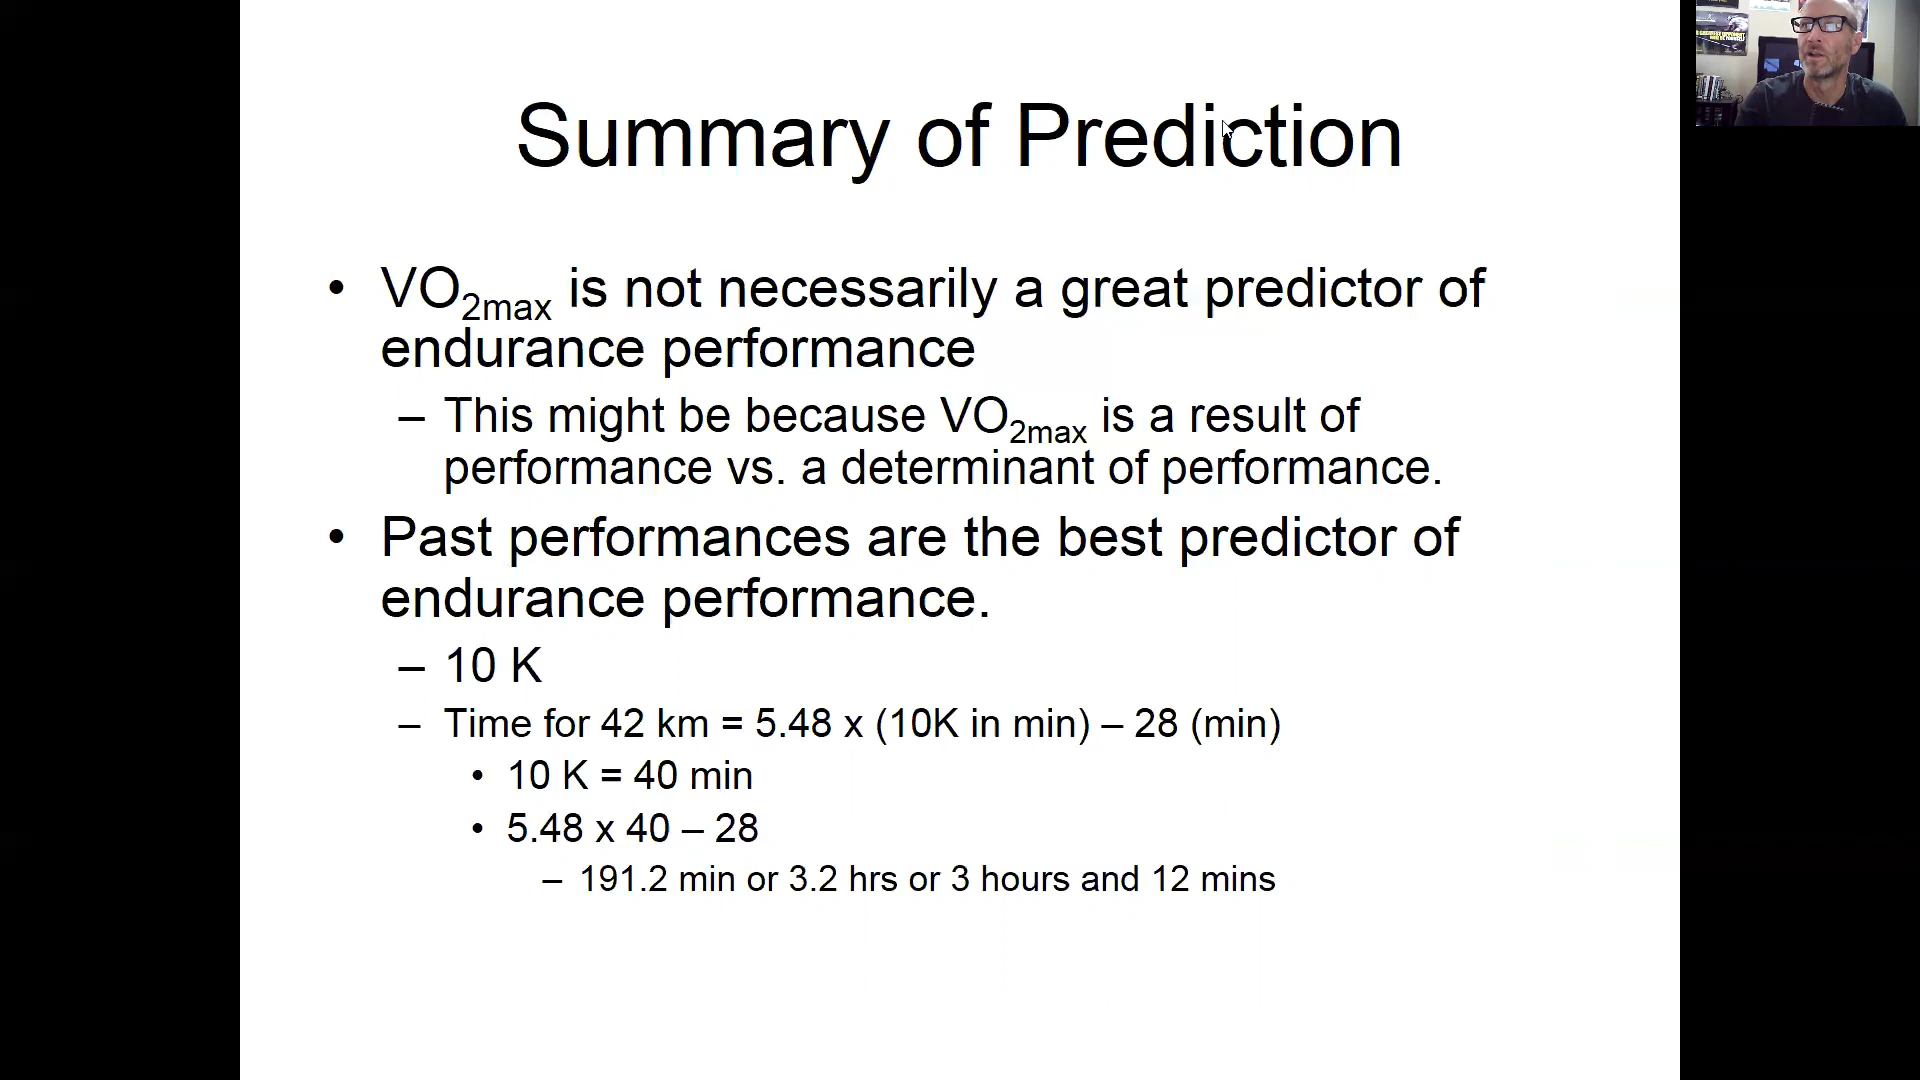 Summary of Prediction
• VO2max is not necessarily a great predictor of
endurance performance
– This might be because VO2max is a result of
performance vs. a determinant of performance.
• Past performances are the best predictor of
endurance performance.
– 10 K
– Time for 42 km = 5.48 x (10K in min) – 28 (min)
• 10 K = 40 min
• 5.48 x 40 – 28
– 191.2 min or 3.2 hrs or 3 hours and 12 mins